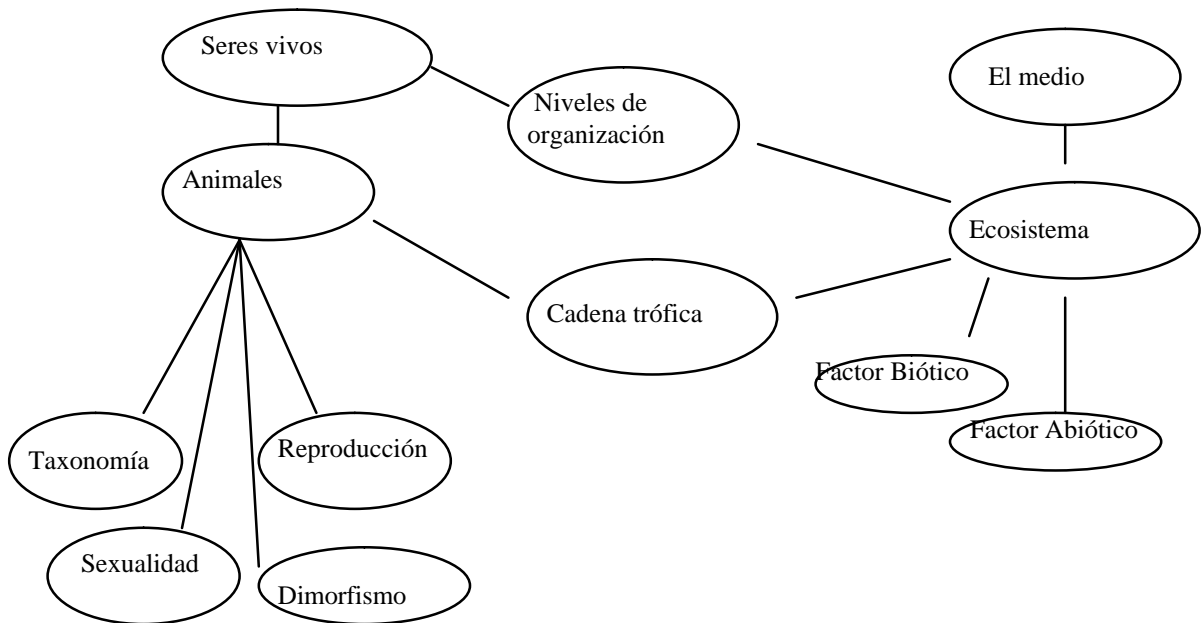 Seres vivos
El medio
Niveles de
organización
Animales
Ecosistema
Cadena trófica
Factor Biótico
Factor Abiótico
Taxonomía
Reproducción
Sexualidad
Dimorfismo